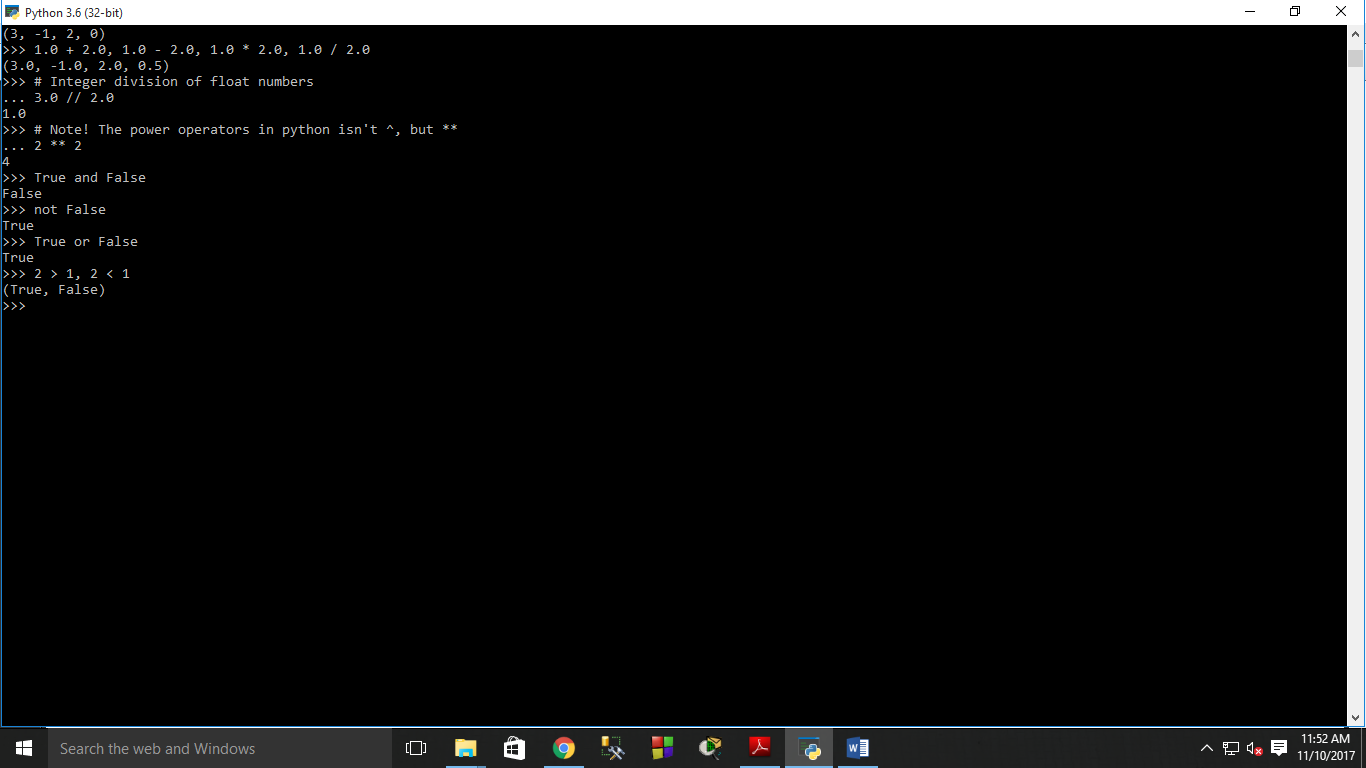 Python 3.6 (32-bit)
(3, -1, 2, 0)
>>> 1.0 + 2.0, 1.0 - 2.0, 1.0 * 2.0, 1.0 / 2.0
(3.0, -1.0, 2.0, 0.5)
>>> # Integer division of float numbers
... 3.0 // 2.0
1.0
>>> # Note! The power operators in python isn't ^, but **
... 2 ** 2
4
>>> True and False
False
>>> not False
True
>>> True or False
True
>>> 2 > 1, 2 < 1
(True, False)
>>>
Search the web and Windows
11:52 AM
11/10/2017